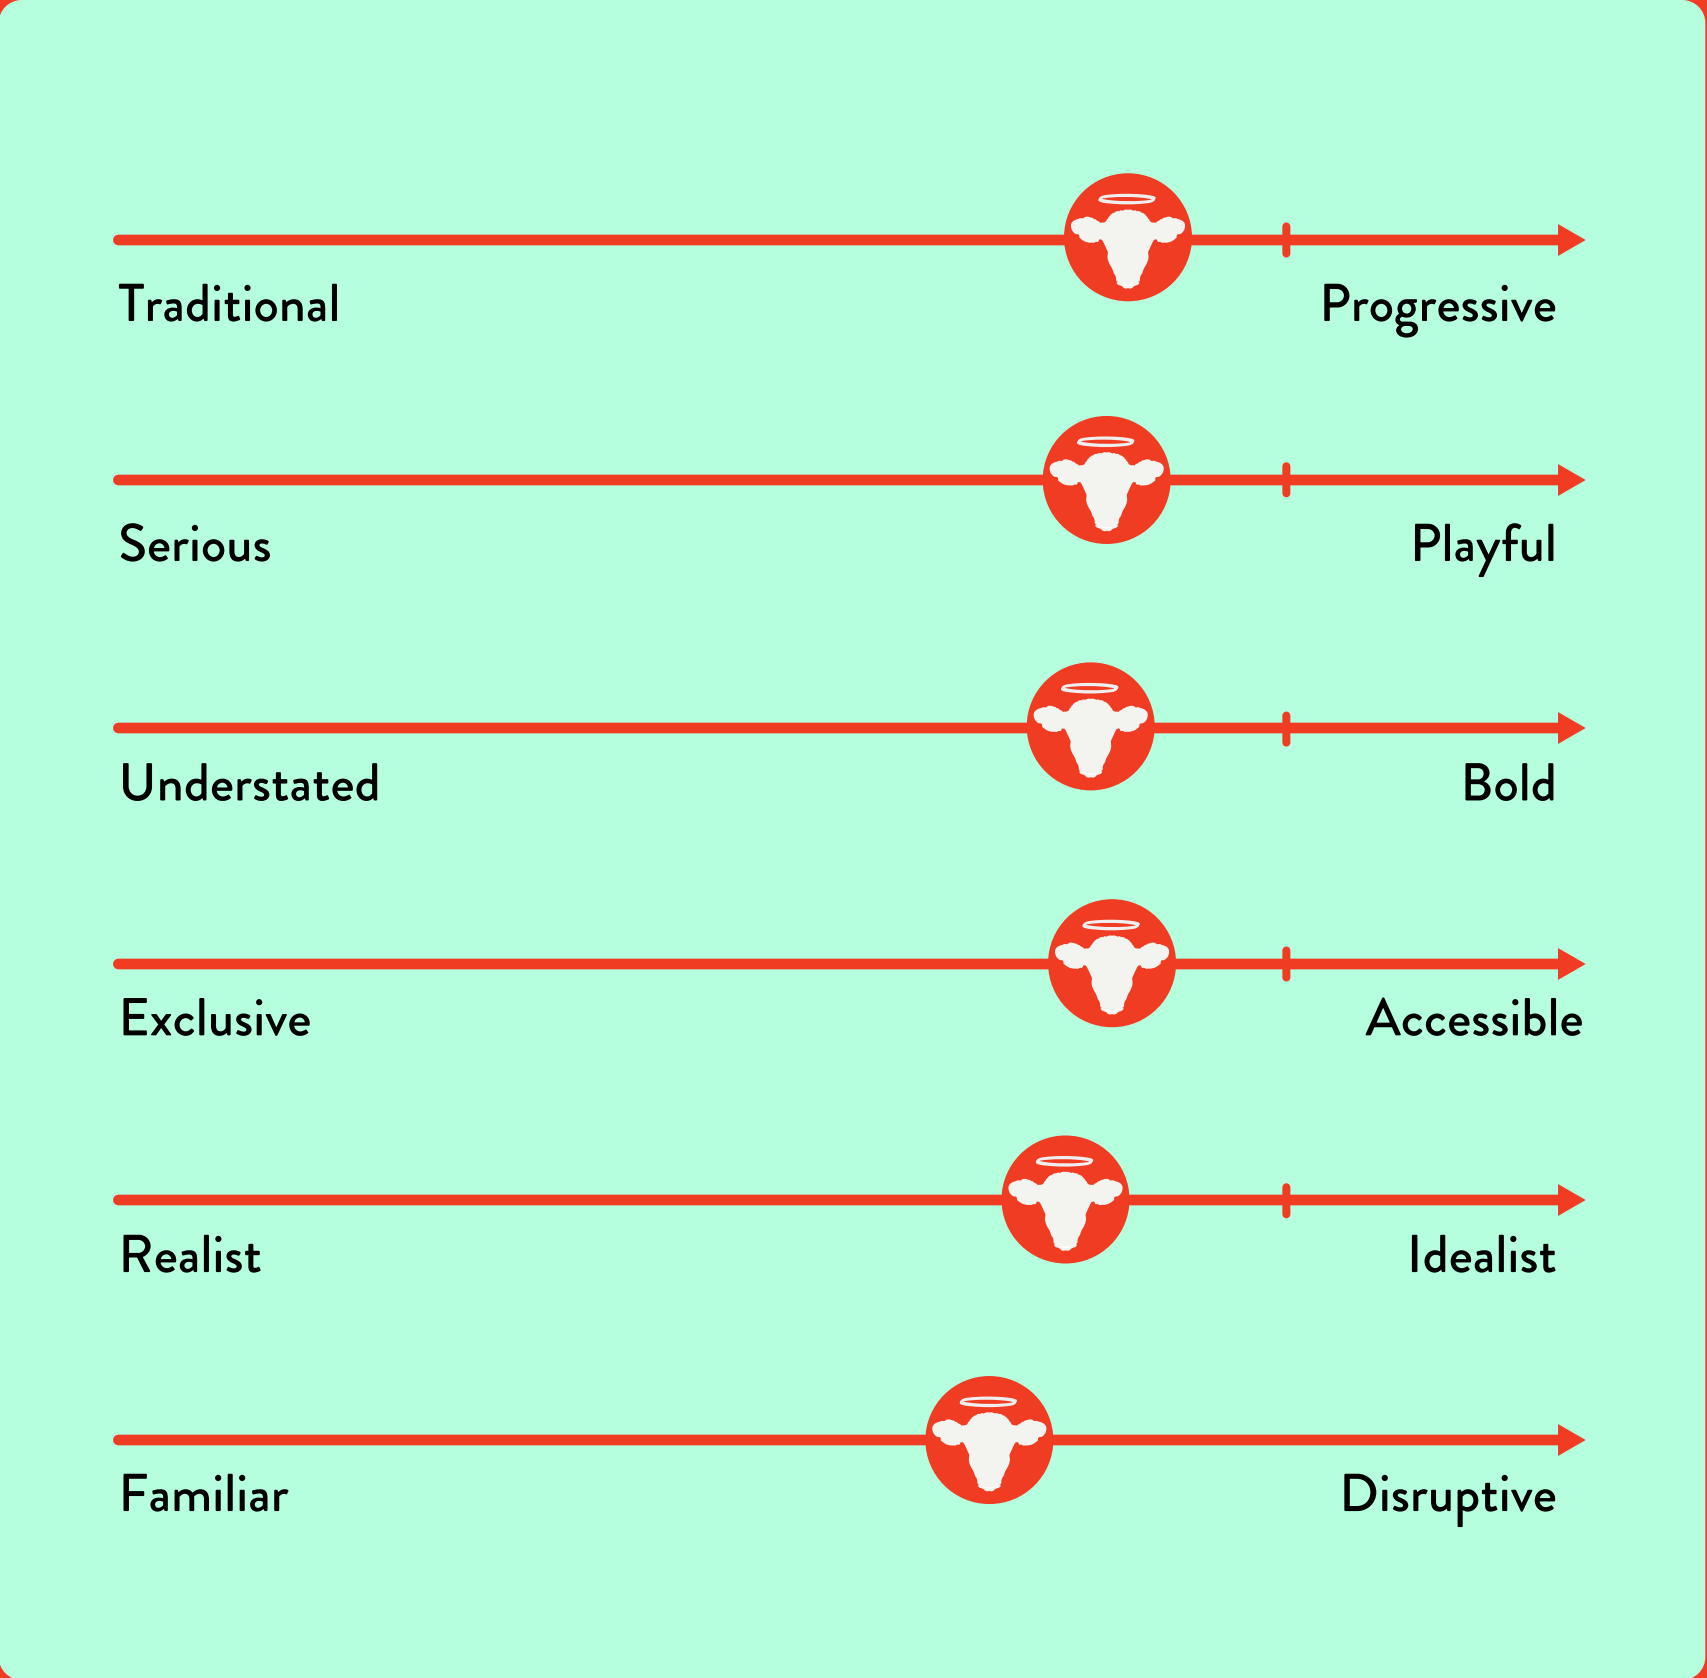 Traditional Progressive
Serious Playful
Understated Bold
Exclusive Accessible
Realist Idealist
Familiar Disruptive